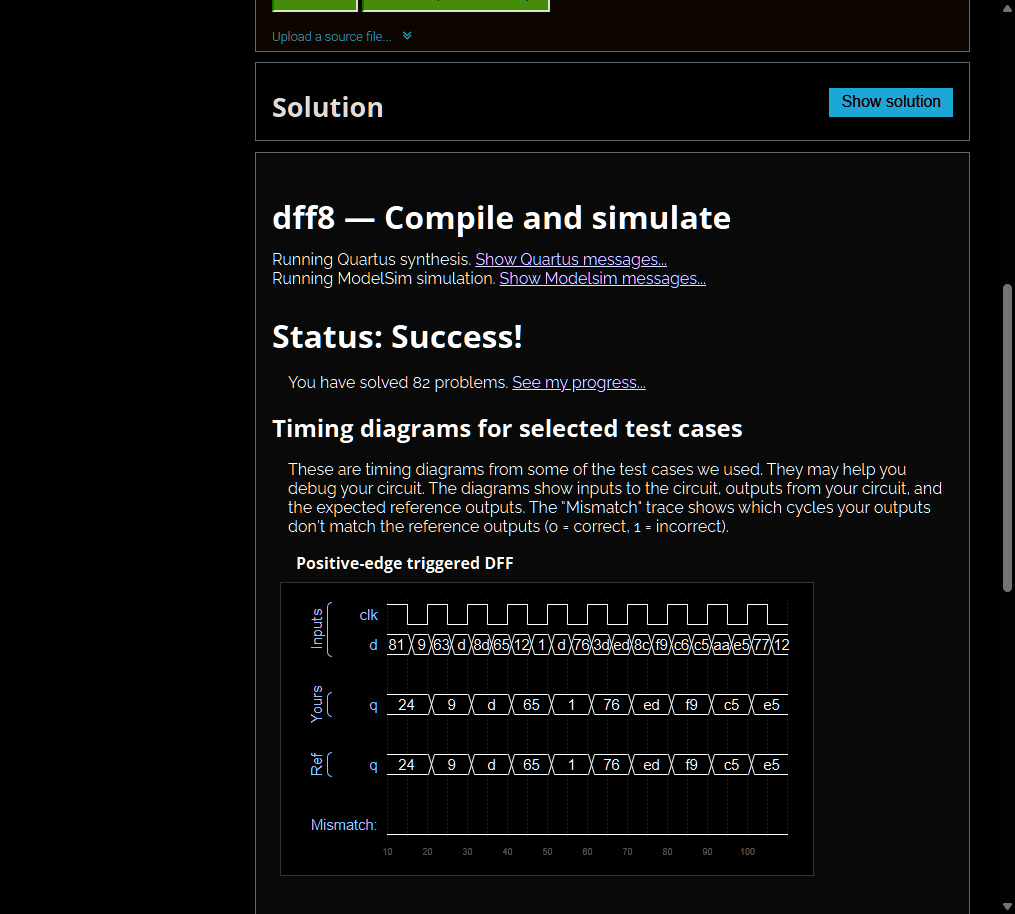 Upload a source file...
Solution
Show solution
dff8 — Compile and simulate
Running Quartus synthesis. Show Quartus messages...
Running ModelSim simulation. Show Modelsim messages...
Status: Success!
You have solved 82 problems. See my progress...
Timing diagrams for selected test cases
These are timing diagrams from some of the test cases we used. They may help you
debug your circuit. The diagrams show inputs to the circuit, outputs from your circuit, and
the expected reference outputs. The "Mismatch" trace shows which cycles your outputs
don't match the reference outputs (0 = correct, 1 = incorrect).
Positive-edge triggered DFF
Inputs
clk
d 81 9 63 d 8d 65 12 1 d 76 3d ed 8c f9 c6 c5 aa e5 77 12
Yours
q 24 9 d 65 1 76 ed f9 c5 e5
Ref
q 24 9 d 65 1 76 ed f9 c5 e5
Mismatch:
10 20 30 40 50 60 70 80 90 100